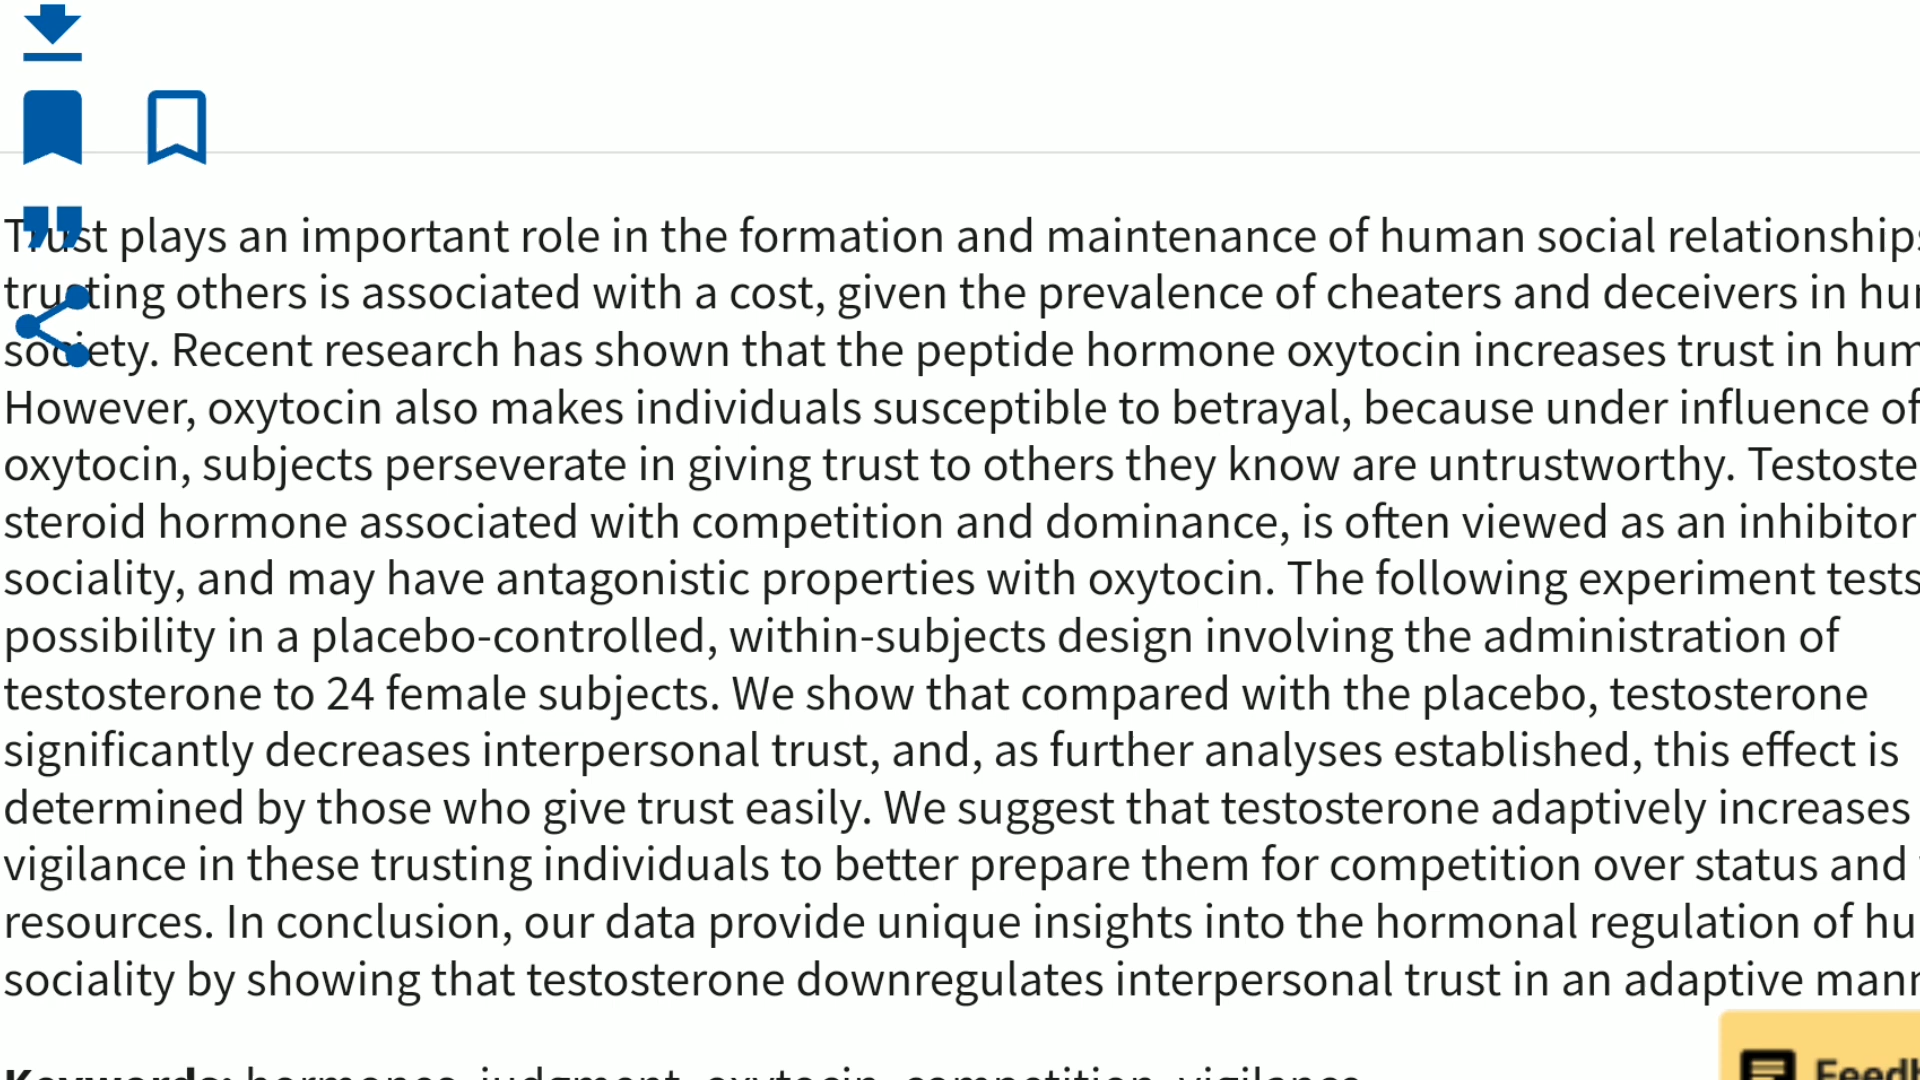 Trust plays an important role in the formation and maintenance of human social relationships
trusting others is associated with a cost, given the prevalence of cheaters and deceivers in hu
society. Recent research has shown that the peptide hormone oxytocin increases trust in hum
However, oxytocin also makes individuals susceptible to betrayal, because under influence of
oxytocin, subjects perseverate in giving trust to others they know are untrustworthy. Testoste
steroid hormone associated with competition and dominance, is often viewed as an inhibitor
sociality, and may have antagonistic properties with oxytocin. The following experiment tests
possibility in a placebo-controlled, within-subjects design involving the administration of
testosterone to 24 female subjects. We show that compared with the placebo, testosterone
significantly decreases interpersonal trust, and, as further analyses established, this effect is
determined by those who give trust easily. We suggest that testosterone adaptively increases
vigilance in these trusting individuals to better prepare them for competition over status and
resources. In conclusion, our data provide unique insights into the hormonal regulation of hu
sociality by showing that testosterone downregulates interpersonal trust in an adaptive mann
Keywords: hormones, judgment, oxytocin, competition, vigilance
Feedb